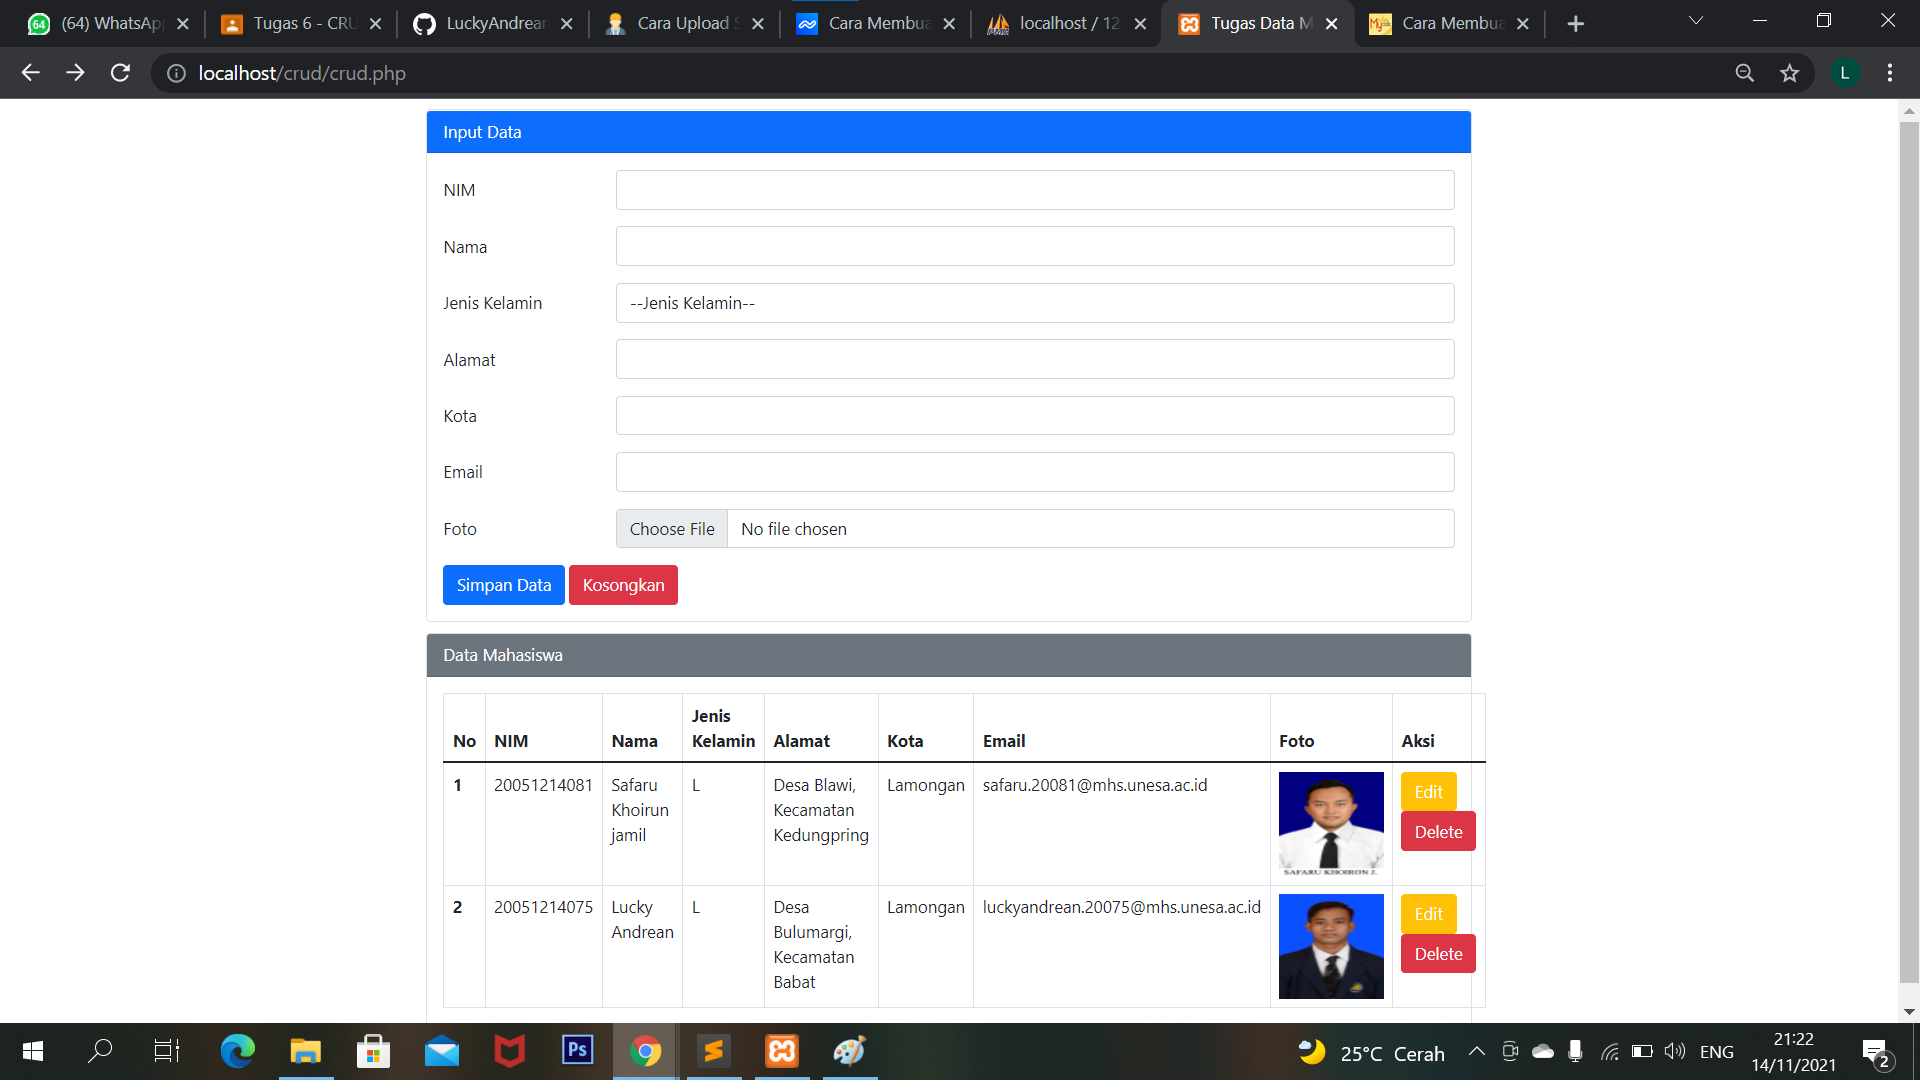 64 (64) WhatsAp
Tugas 6 - CRU
LuckyAndrean
Cara Upload S
Cara Membua
localhost / 12
Tugas Data M
Cara Membua
localhost/crud/crud.php
L
Input Data
NIM
Nama
Jenis Kelamin --Jenis Kelamin--
Alamat
Kota
Email
Foto Choose File No file chosen
Simpan Data Kosongkan
Data Mahasiswa
No NIM Nama Jenis Kelamin Alamat Kota Email Foto Aksi
1 20051214081 Safaru L Desa Blawi, Lamongan safaru.20081@mhs.unesa.ac.id Edit
Khoirun Kecamatan
jamil Kedungpring Delete
SAFARU KHOIRON J.
2 20051214075 Lucky L Desa Lamongan luckyandrean.20075@mhs.unesa.ac.id Edit
Andrean Bulumargi,
Kecamatan Delete
Babat
Ps
25°C Cerah
ENG
21:22
14/11/2021
2